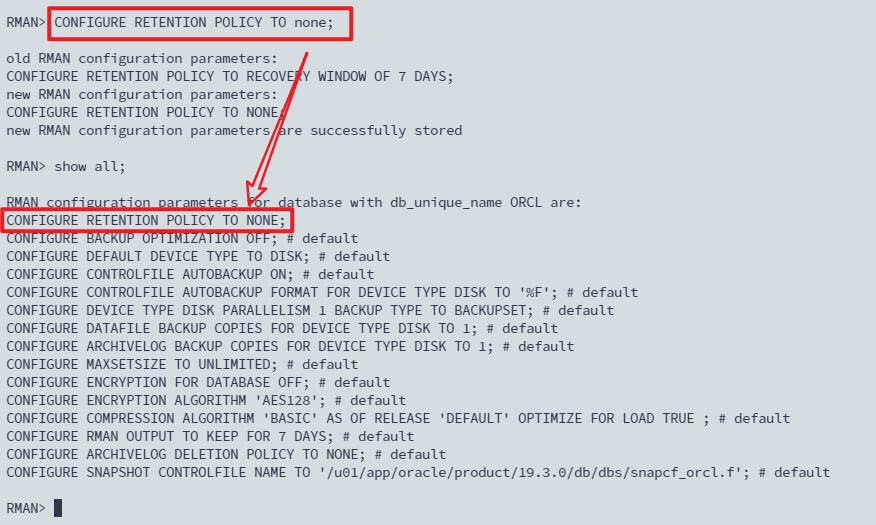 RMAN> CONFIGURE RETENTION POLICY TO none;
old RMAN configuration parameters:
CONFIGURE RETENTION POLICY TO RECOVERY WINDOW OF 7 DAYS;
new RMAN configuration parameters:
CONFIGURE RETENTION POLICY TO NONE;
new RMAN configuration parameters are successfully stored
RMAN> show all;
RMAN configuration parameters for database with db_unique_name ORCL are:
CONFIGURE RETENTION POLICY TO NONE;
CONFIGURE BACKUP OPTIMIZATION OFF; # default
CONFIGURE DEFAULT DEVICE TYPE TO DISK; # default
CONFIGURE CONTROLFILE AUTOBACKUP ON; # default
CONFIGURE CONTROLFILE AUTOBACKUP FORMAT FOR DEVICE TYPE DISK TO '%F'; # default
CONFIGURE DEVICE TYPE DISK PARALLELISM 1 BACKUP TYPE TO BACKUPSET; # default
CONFIGURE DATAFILE BACKUP COPIES FOR DEVICE TYPE DISK TO 1; # default
CONFIGURE ARCHIVELOG BACKUP COPIES FOR DEVICE TYPE DISK TO 1; # default
CONFIGURE MAXSETSIZE TO UNLIMITED; # default
CONFIGURE ENCRYPTION FOR DATABASE OFF; # default
CONFIGURE ENCRYPTION ALGORITHM 'AES128'; # default
CONFIGURE COMPRESSION ALGORITHM 'BASIC' AS OF RELEASE 'DEFAULT' OPTIMIZE FOR LOAD TRUE ; # default
CONFIGURE RMAN OUTPUT TO KEEP FOR 7 DAYS; # default
CONFIGURE ARCHIVELOG DELETION POLICY TO NONE; # default
CONFIGURE SNAPSHOT CONTROLFILE NAME TO '/u01/app/oracle/product/19.3.0/db/dbs/snapcf_orcl.f'; # default
RMAN>